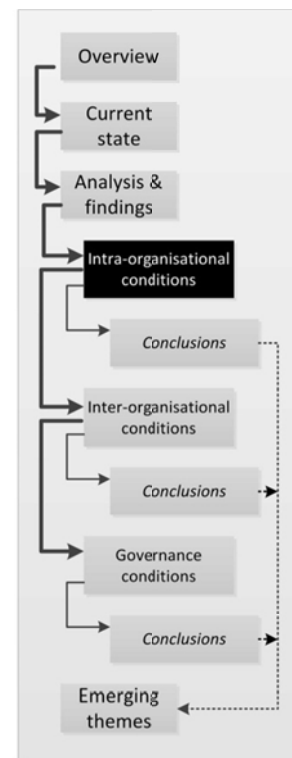 Overview
Current
state
Analysis &
findings
Intra-organisational
conditions
Conclusions
Inter-organisational
conditions
Conclusions
Governance
conditions
Conclusions
Emerging
themes